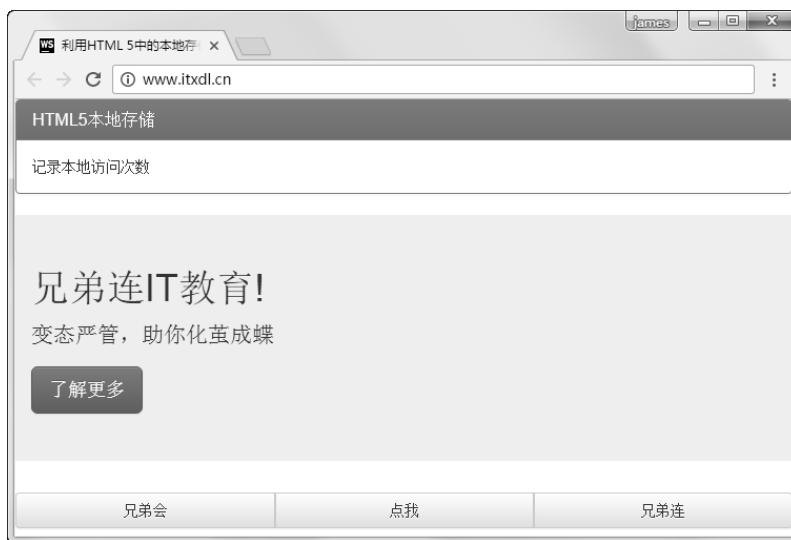 james
WS 利用HTML 5中的本地存
www.itxdl.cn
HTML5本地存储
记录本地访问次数
兄弟连IT教育!
变态严管，助你化茧成蝶
了解更多
兄弟会 点我 兄弟连